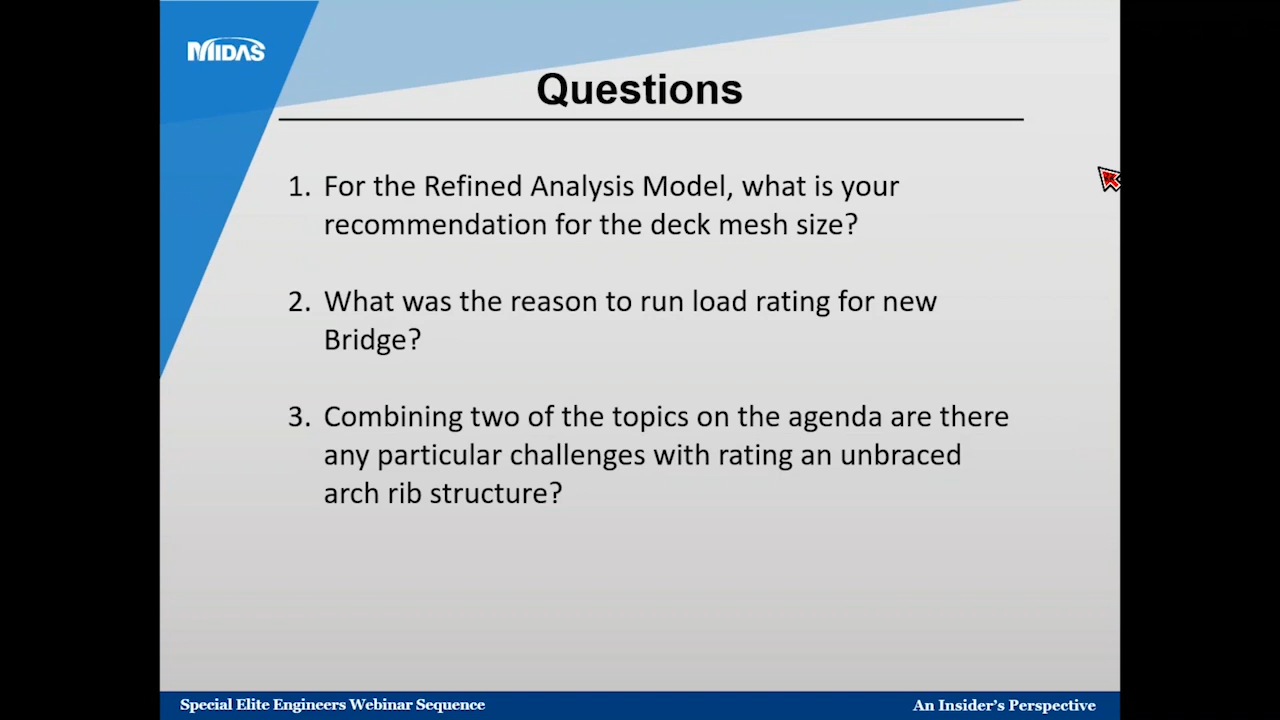 MIDAS
Questions
1. For the Refined Analysis Model, what is your
recommendation for the deck mesh size?
2. What was the reason to run load rating for new
Bridge?
3. Combining two of the topics on the agenda are there
any particular challenges with rating an unbraced
arch rib structure?
Special Elite Engineers Webinar Sequence
An Insider's Perspective